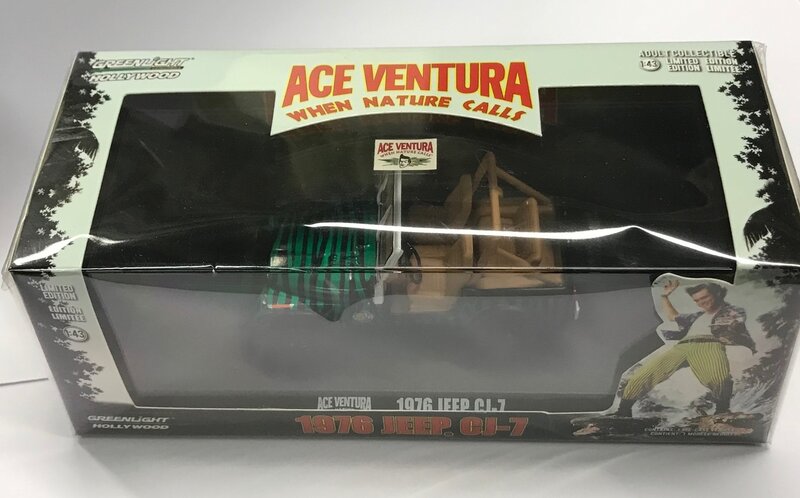 GREENLIGHT
HOLLYWOOD
ACE VENTURA
WHEN NATURE CALLS
ADULT COLLECTIBLE
1:43
LIMITED EDITION
EDITION LIMITÉE
ACE VENTURA
WHEN NATURE CALLS
LIMITED
EDITION
EDITION
LIMITÉE
1:43
ACE VENTURA 1976 JEEP CJ-7
GREENLIGHT
HOLLYWOOD
1976 JEEP CJ-7